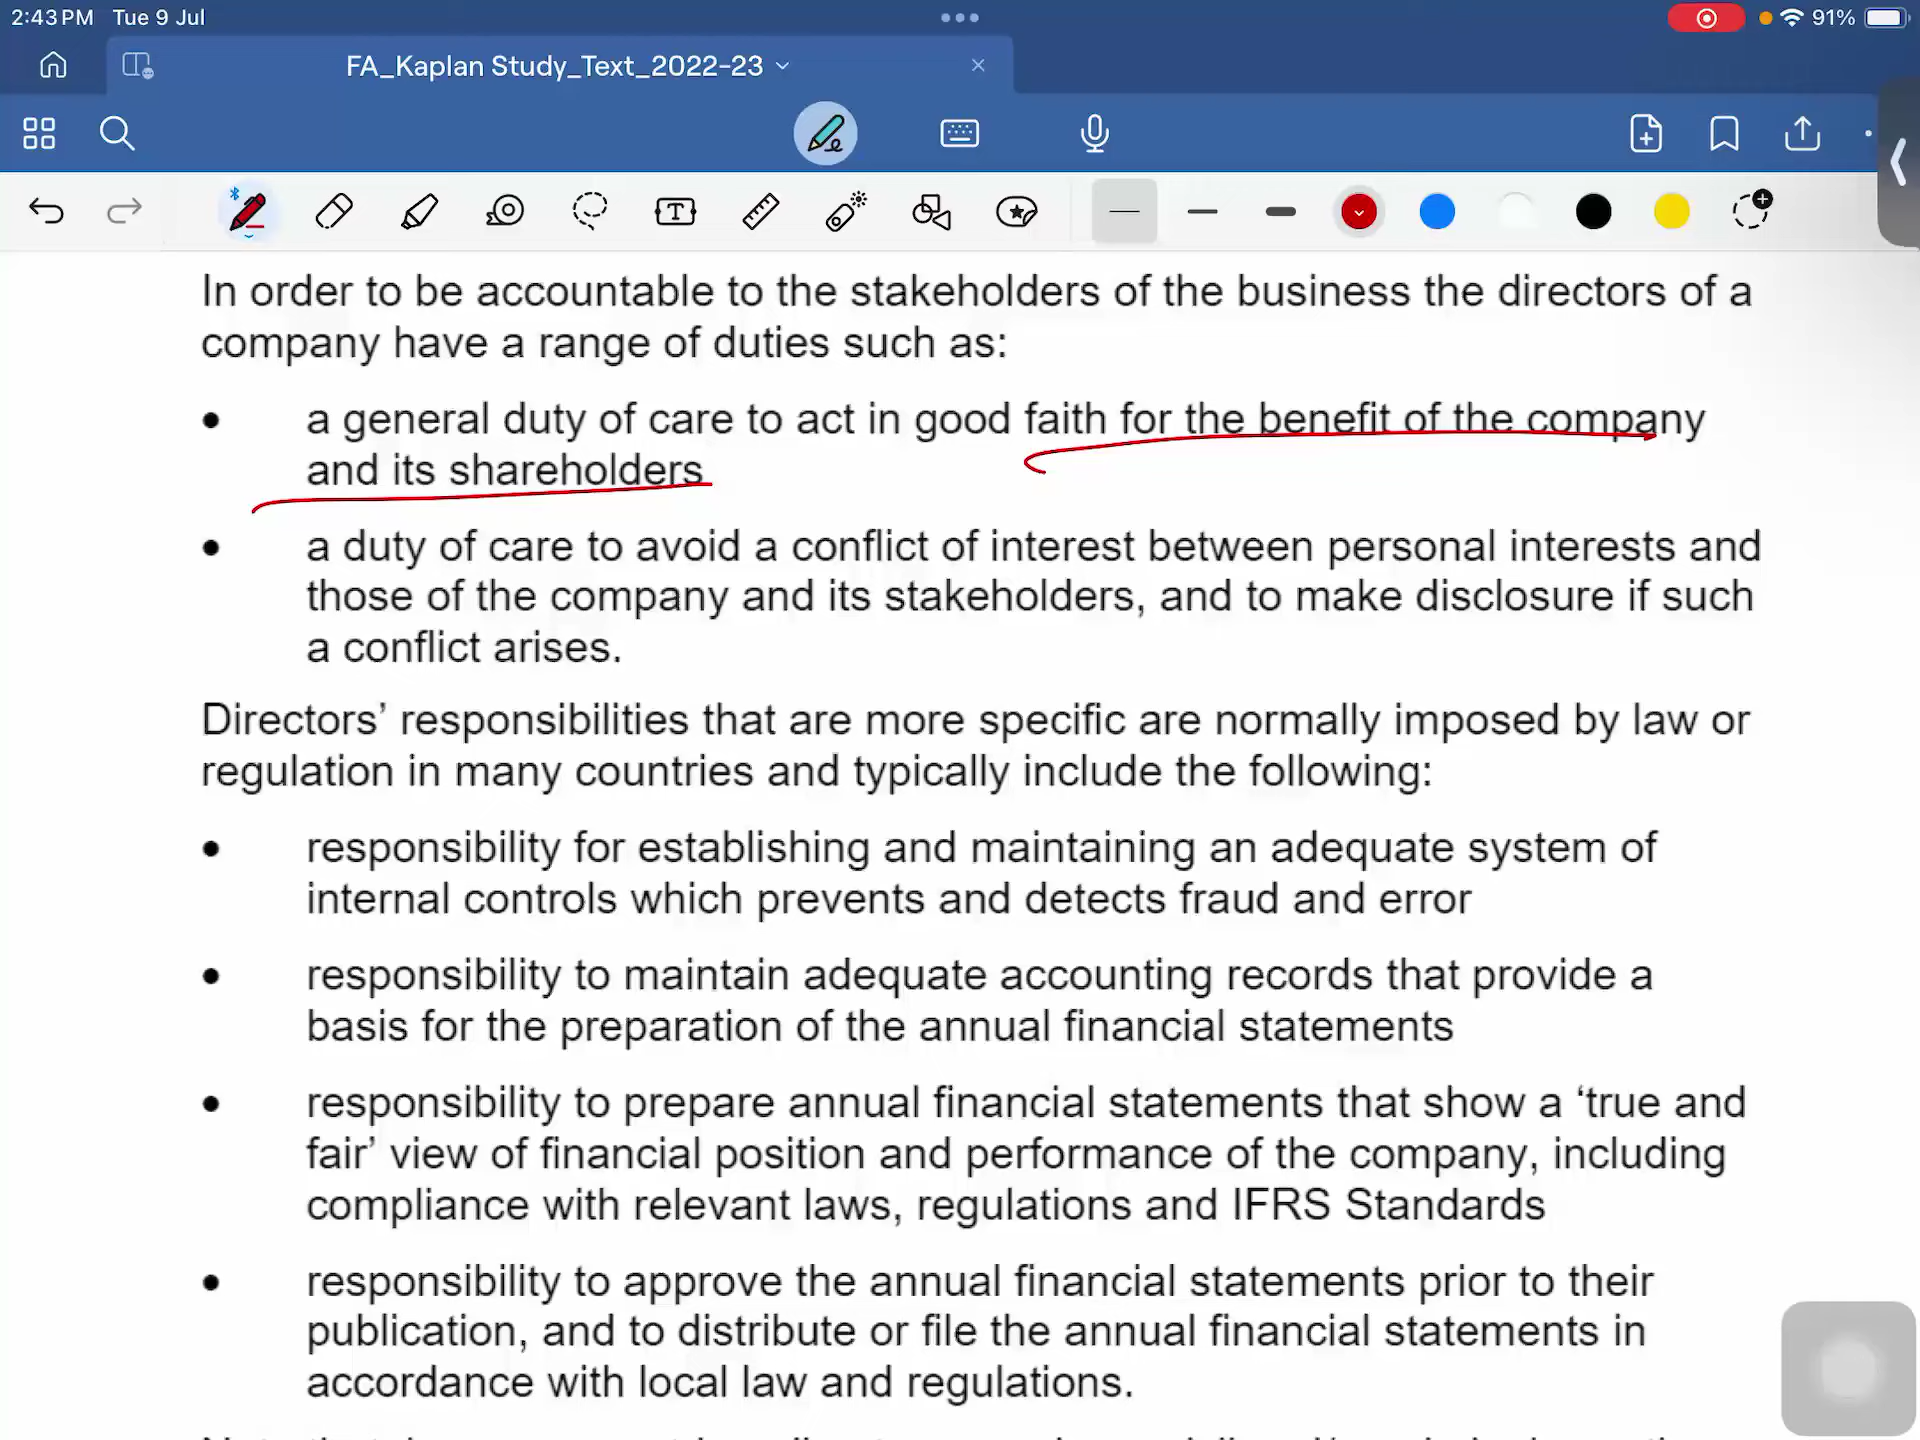 2:43 PM Tue 9 Jul
91%
FA_Kaplan Study_Text_2022-23
In order to be accountable to the stakeholders of the business the directors of a
company have a range of duties such as:
• a general duty of care to act in good faith for the benefit of the company
and its shareholders
• a duty of care to avoid a conflict of interest between personal interests and
those of the company and its stakeholders, and to make disclosure if such
a conflict arises.
Directors’ responsibilities that are more specific are normally imposed by law or
regulation in many countries and typically include the following:
• responsibility for establishing and maintaining an adequate system of
internal controls which prevents and detects fraud and error
• responsibility to maintain adequate accounting records that provide a
basis for the preparation of the annual financial statements
• responsibility to prepare annual financial statements that show a ‘true and
fair’ view of financial position and performance of the company, including
compliance with relevant laws, regulations and IFRS Standards
• responsibility to approve the annual financial statements prior to their
publication, and to distribute or file the annual financial statements in
accordance with local law and regulations.